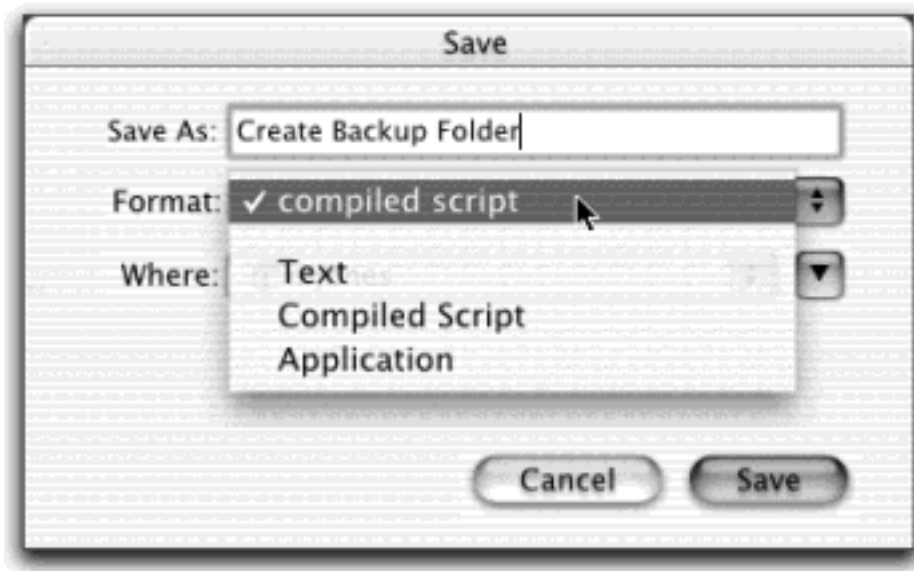 Save
Save As: Create Backup Folder
Format: ✓ compiled script
Where:
Text
Compiled Script
Application
Cancel Save